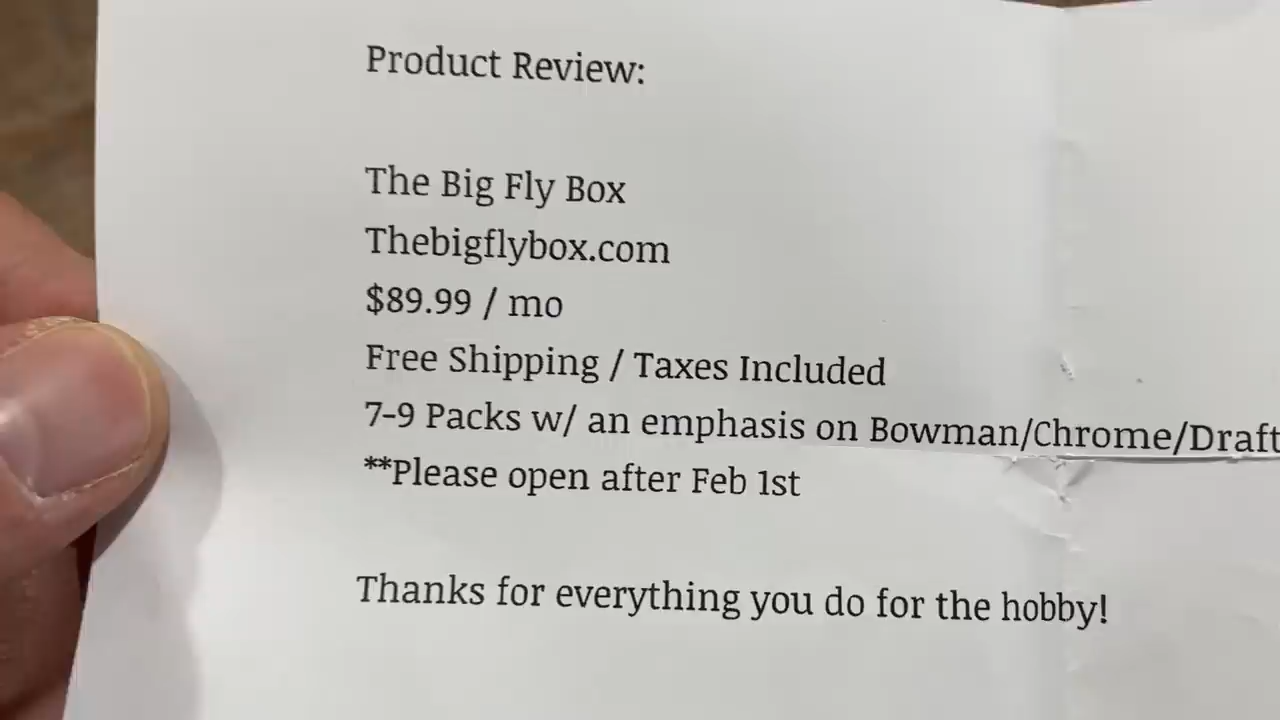 Product Review:
The Big Fly Box
Thebigflybox.com
$89.99 / mo
Free Shipping / Taxes Included
7-9 Packs w/ an emphasis on Bowman/Chrome/Draft
**Please open after Feb 1st
Thanks for everything you do for the hobby!